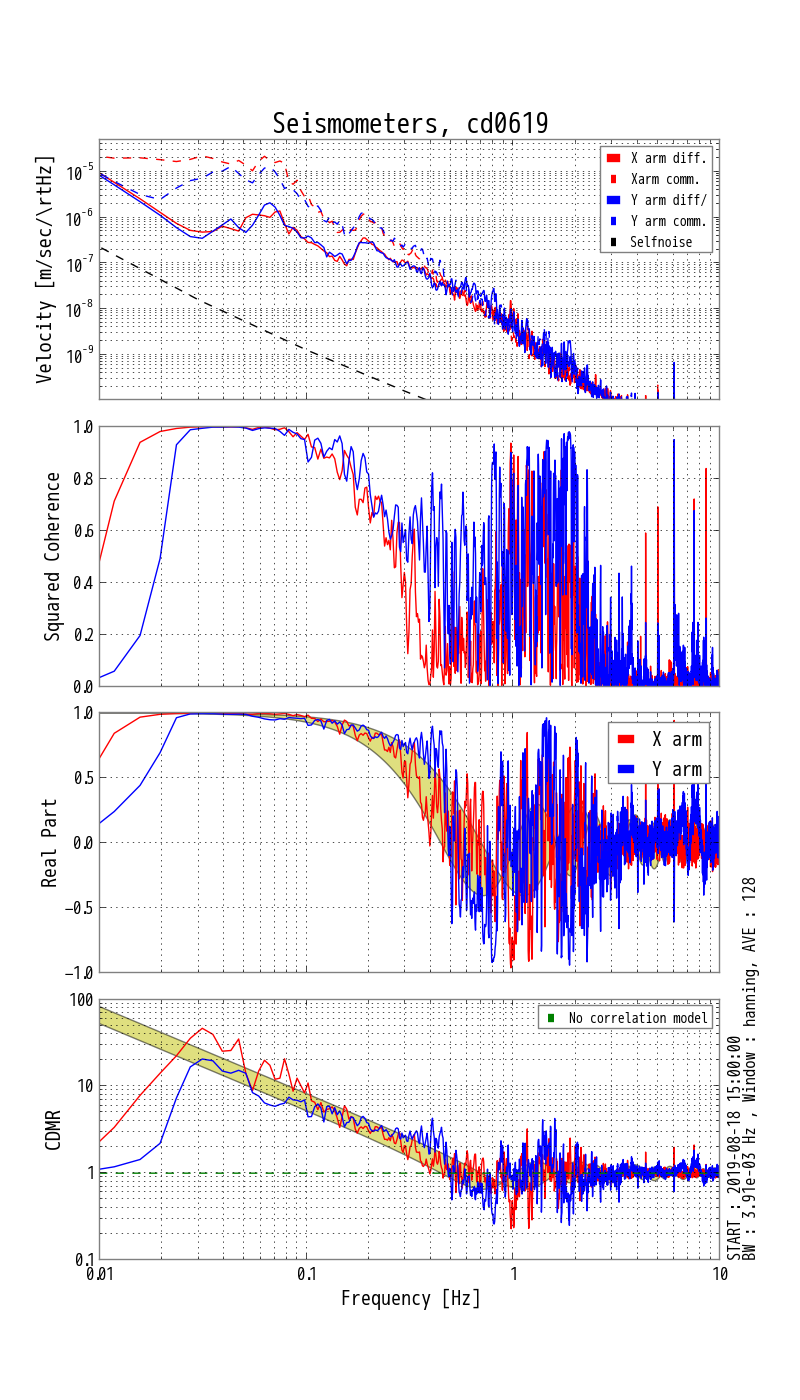 Seismometers, cd0619
Velocity [m/sec/√rtHz]
10⁻⁵
10⁻⁶
10⁻⁷
10⁻⁸
10⁻⁹
X arm diff.
Xarm comm.
Y arm diff/
Y arm comm.
Selfnoise
Squared Coherence
1.0
0.8
0.6
0.4
0.2
0.0
Real Part
1.0
0.5
0.0
−0.5
−1.0
X arm
Y arm
CDMR
100
10
1
0.1
No correlation model
0.01
0.1
1
10
Frequency [Hz]
START : 2019-08-18 15:00:00
BW : 3.91e-03 Hz , Window : hanning, AVE : 128